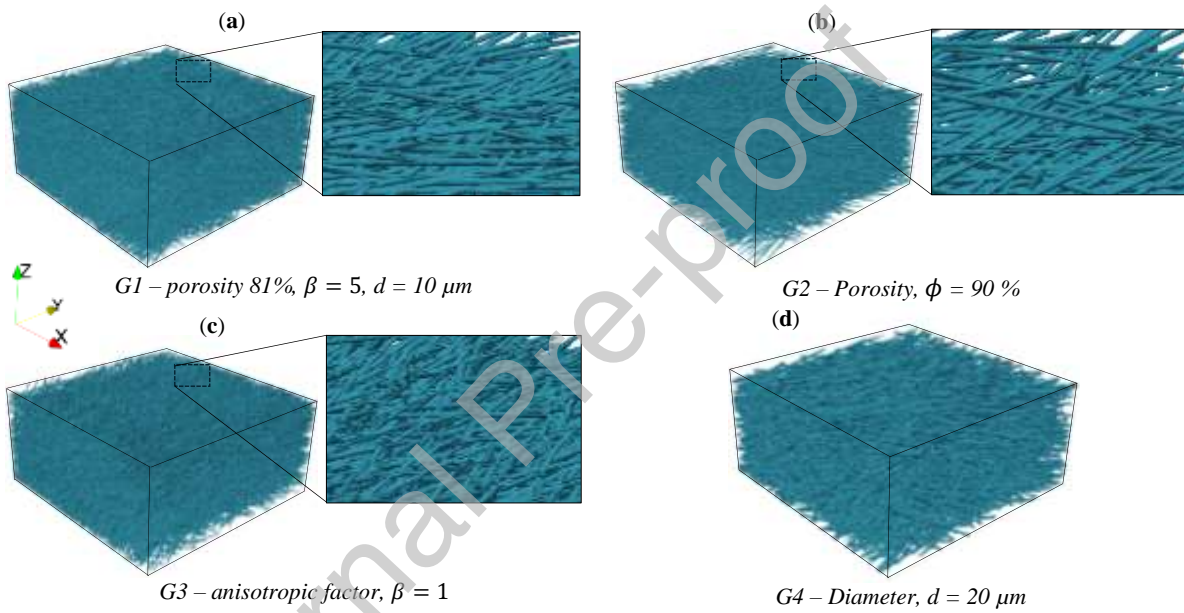 (a)
(b)
G1 – porosity 81%, β = 5, d = 10 μm
G2 – Porosity, ϕ = 90 %
Z
Y
X
(c)
(d)
G3 – anisotropic factor, β = 1
G4 – Diameter, d = 20 μm
rnal Pre-proof